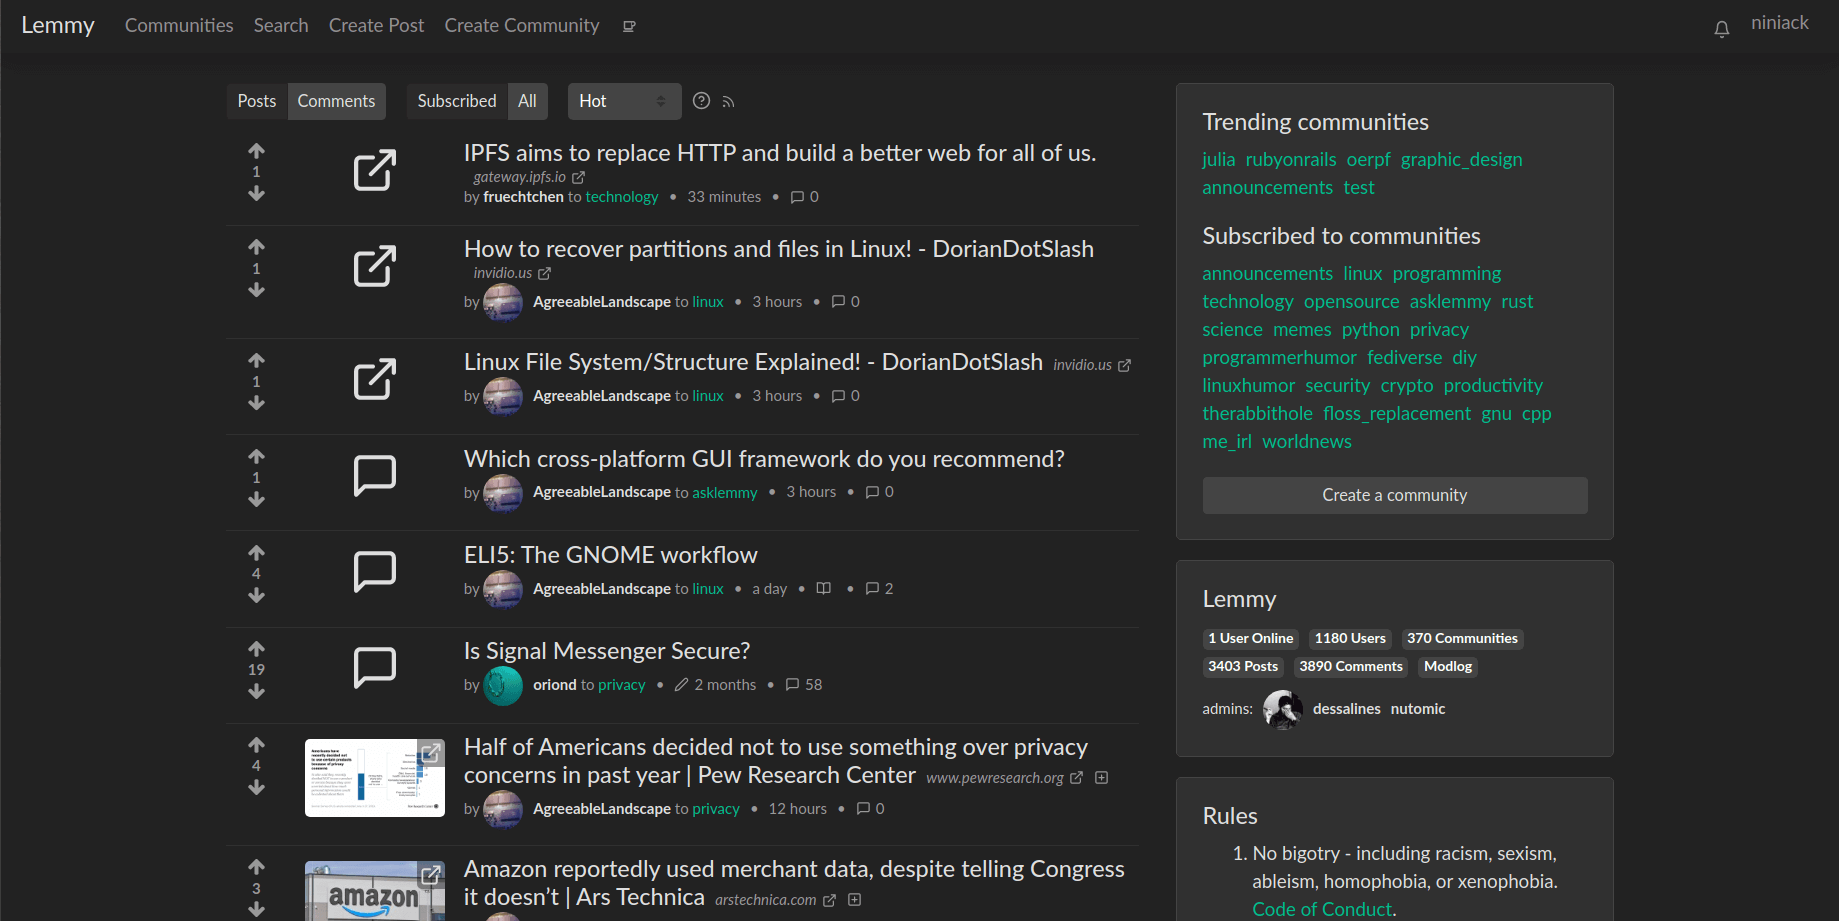 Lemmy Communities Search Create Post Create Community niniack
Posts Comments Subscribed All Hot
1
IPFS aims to replace HTTP and build a better web for all of us.
gateway.ipfs.io
by fruechtchen to technology • 33 minutes • 0
1
How to recover partitions and files in Linux! - DorianDotSlash
invidio.us
by AgreeableLandscape to linux • 3 hours • 0
1
Linux File System/Structure Explained! - DorianDotSlash invidio.us
by AgreeableLandscape to linux • 3 hours • 0
1
Which cross-platform GUI framework do you recommend?
by AgreeableLandscape to asklemmy • 3 hours • 0
4
ELI5: The GNOME workflow
by AgreeableLandscape to linux • a day • • 2
19
Is Signal Messenger Secure?
by oriond to privacy • 2 months • 58
4
Half of Americans decided not to use something over privacy
concerns in past year | Pew Research Center www.pewresearch.org
by AgreeableLandscape to privacy • 12 hours • 0
3
amazon
Amazon reportedly used merchant data, despite telling Congress
it doesn't | Ars Technica arstechnica.com
Trending communities
julia rubyonrails oerpf graphic_design
announcements test
Subscribed to communities
announcements linux programming
technology opensource asklemmy rust
science memes python privacy
programmerhumor fediverse diy
linuxhumor security crypto productivity
therabbithole floss_replacement gnu cpp
me_irl worldnews
Create a community
Lemmy
1 User Online 1180 Users 370 Communities
3403 Posts 3890 Comments Modlog
admins: dessalines nutomic
Rules
1. No bigotry - including racism, sexism,
ableism, homophobia, or xenophobia.
Code of Conduct.